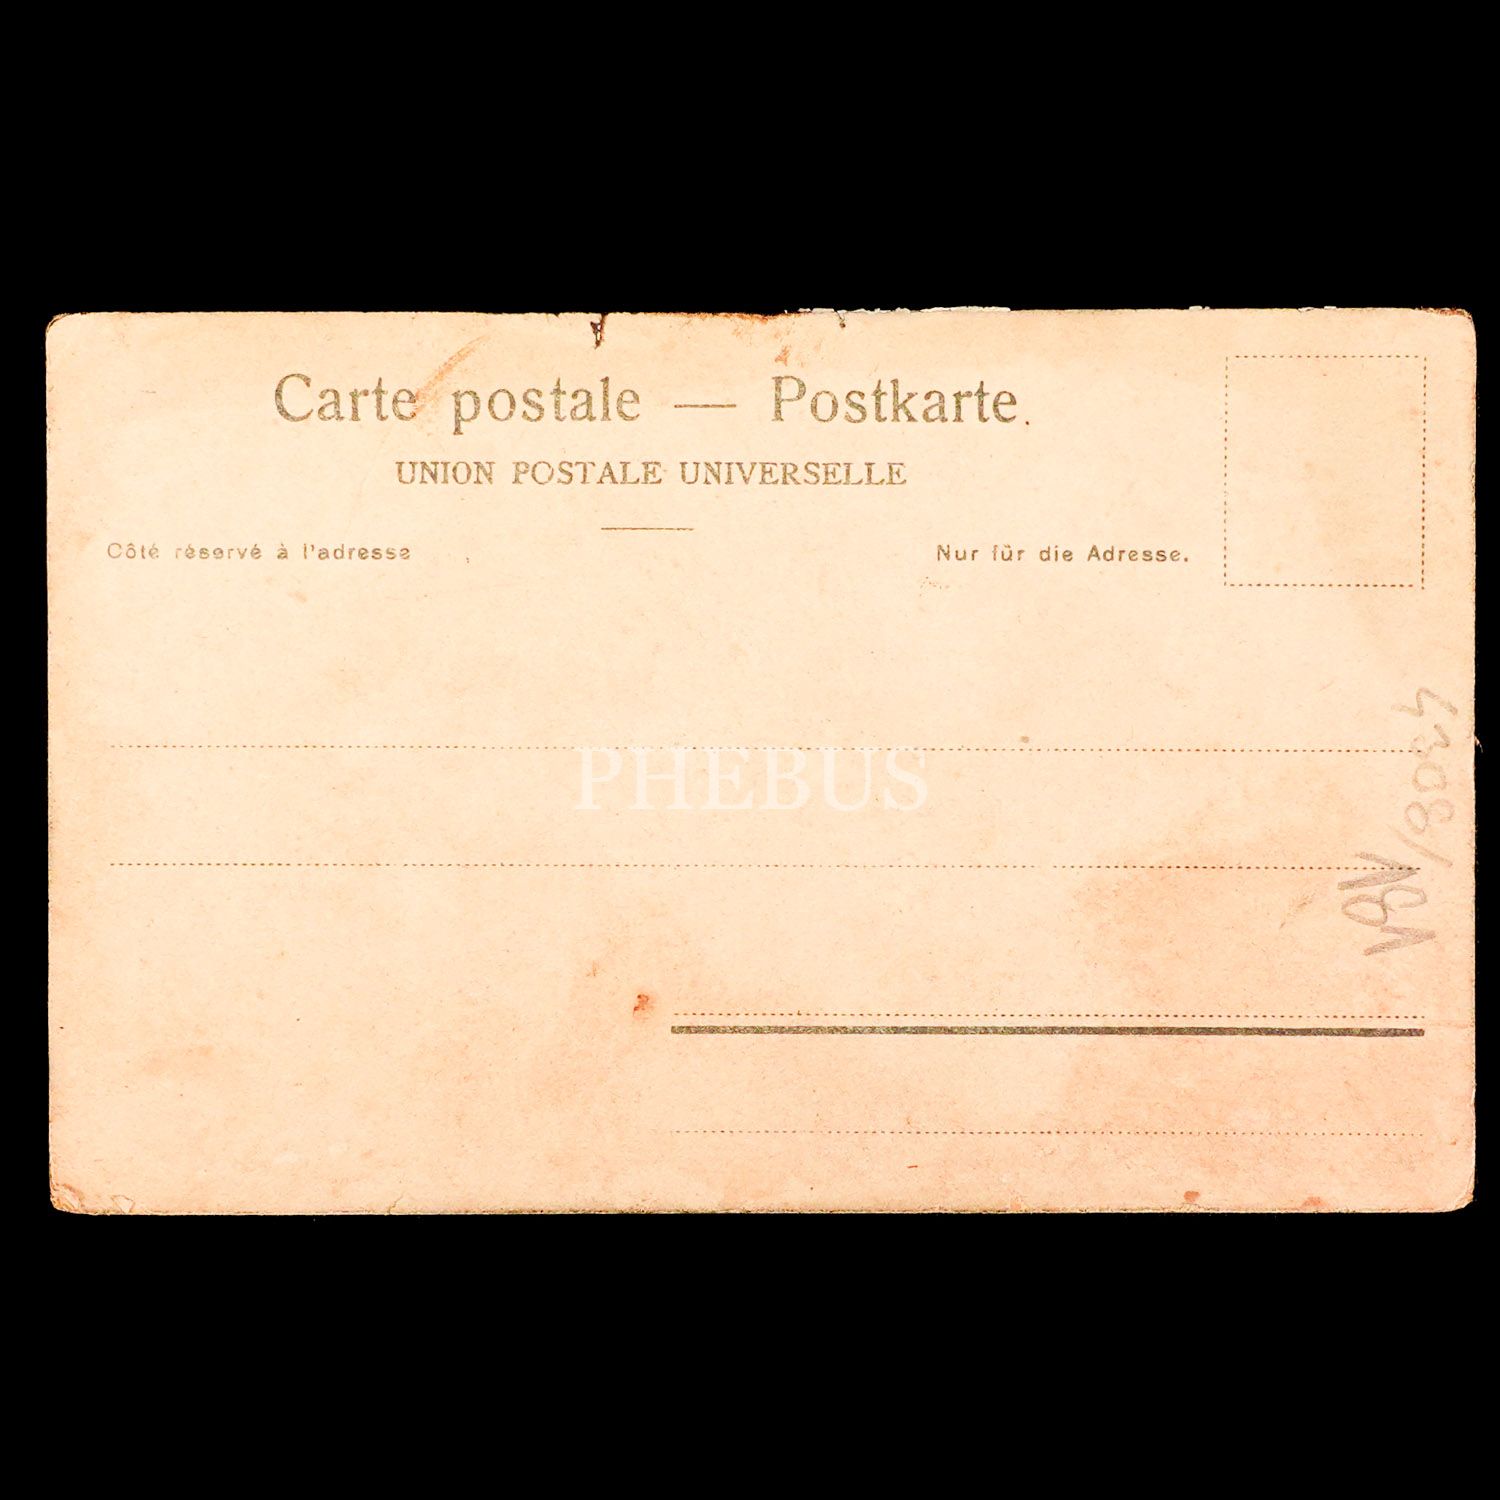 Carte postale — Postkarte.
UNION POSTALE UNIVERSELLE
Côté réservé à l'adresse
Nur für die Adresse.
PHEBUS